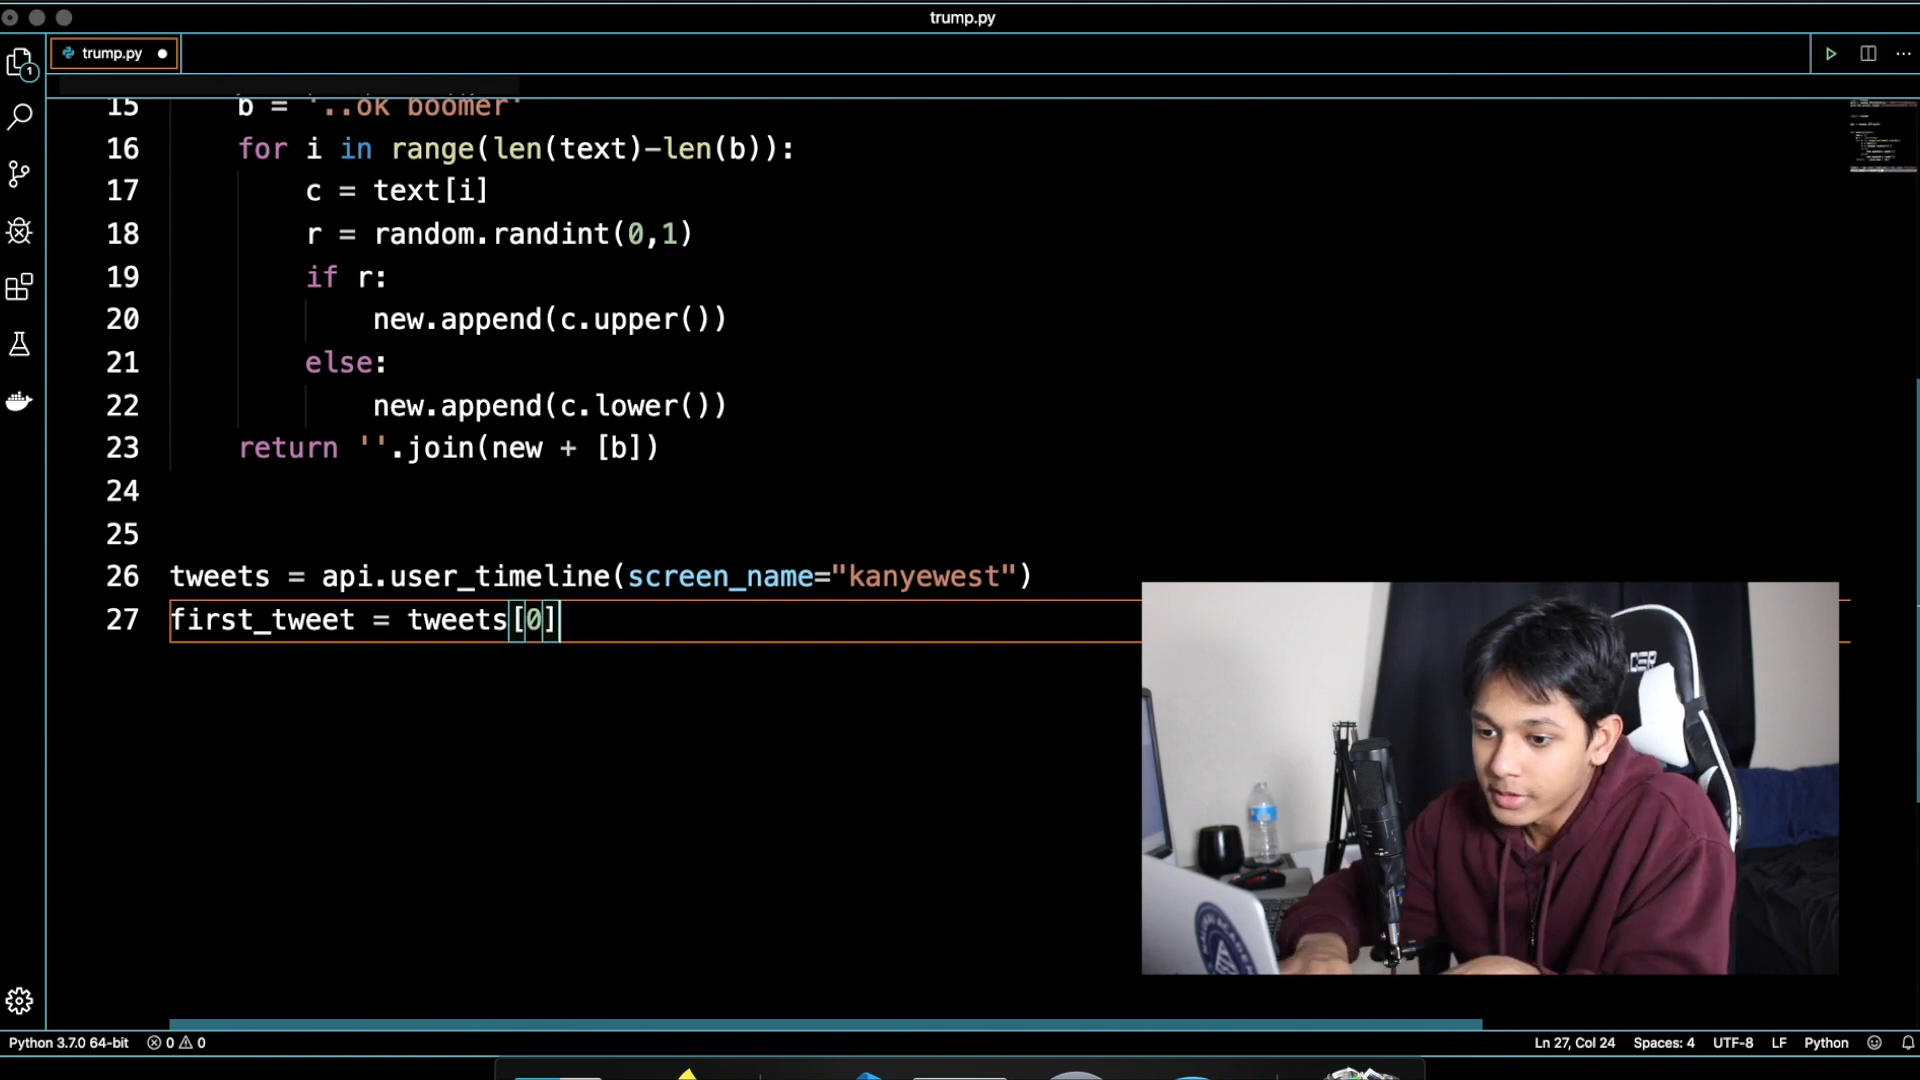 trump.py
trump.py
1
15 b = '..ok boomer'
16 for i in range(len(text)-len(b)):
17 c = text[i]
18 r = random.randint(0,1)
19 if r:
20 new.append(c.upper())
21 else:
22 new.append(c.lower())
23 return ''.join(new + [b])
24
25
26 tweets = api.user_timeline(screen_name="kanyewest")
27 first_tweet = tweets[0]
Python 3.7.0 64-bit 0 0 Ln 27, Col 24 Spaces: 4 UTF-8 LF Python